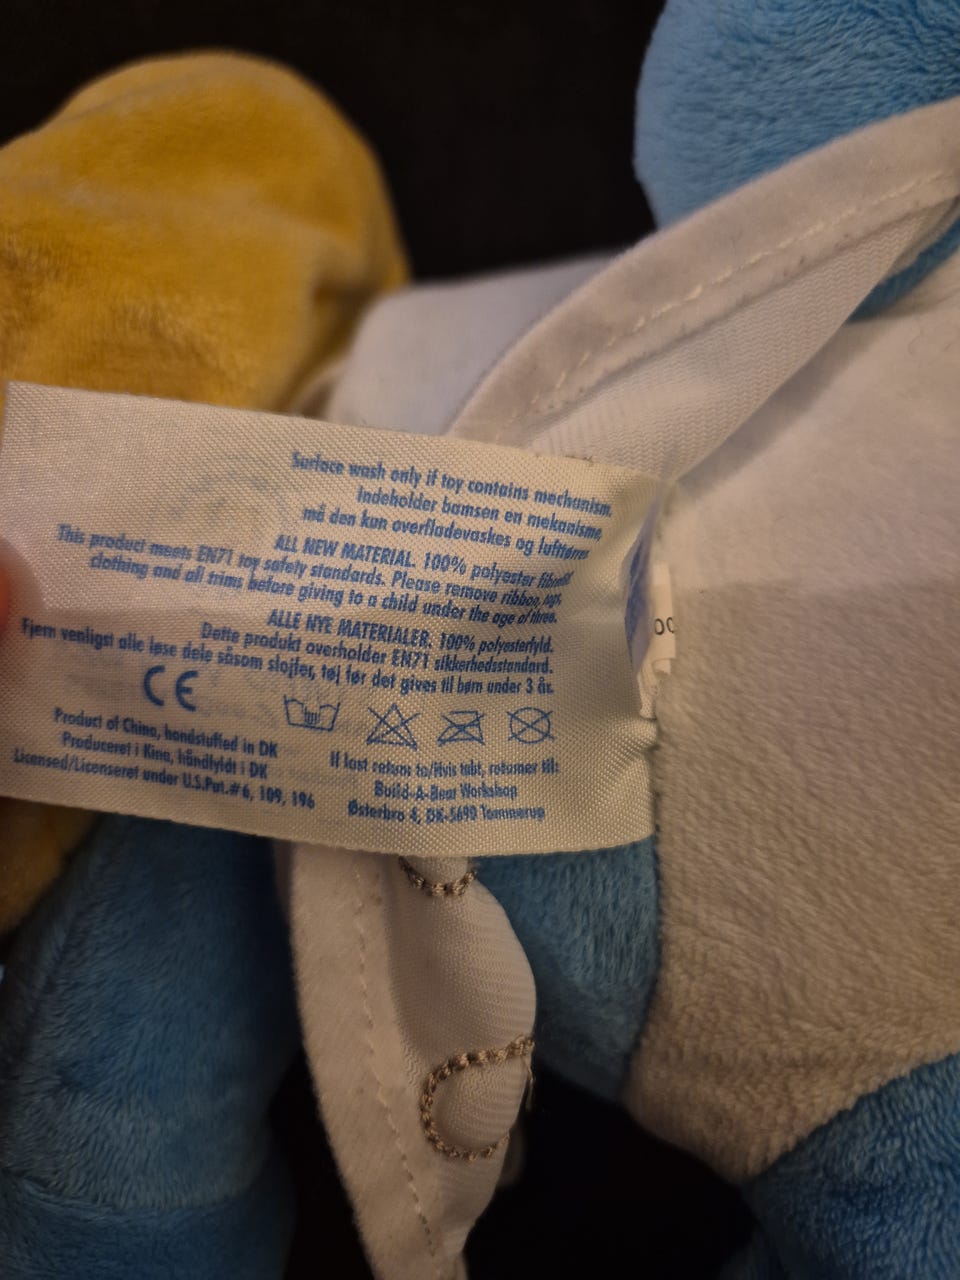 Surface wash only if toy contains mechanism.
Indeholder bamsen en mekanisme,
må den kun overfladevaskes og lufttørres
ALL NEW MATERIAL. 100% polyester
This product meets EN71 toy safety standards. Please remove ribbon,
clothing and all trims before giving to a child under the age of three.
ALLE NYE MATERIALER. 100% polyesterfyld.
Dette produkt overholder EN71 sikkerhedsstandard.
Fjern venligst alle løse dele såsom sløjfer, tøj før det gives til børn under 3 år.
CE
Product of China, handstuffed in DK
Produceret i Kina, håndfyldt i DK
Licensed/Licenseret under U.S.Pat.#6, 109, 196
If lost return to/Hvis tabt, returner til:
Build-A-Bear Workshop
Østerbro 4, DK-5690 Tommerup